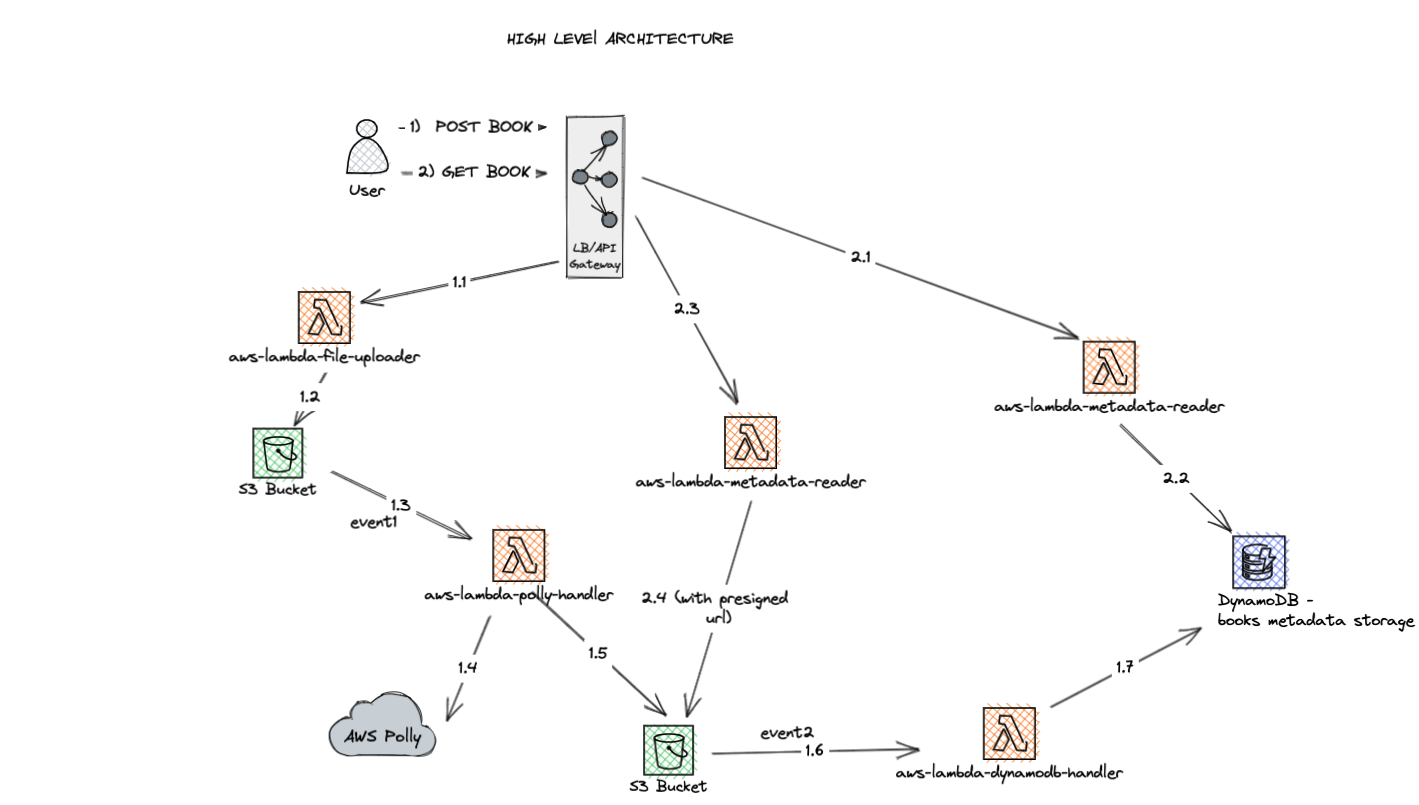 HIGH LEVEl ARCHITECTURE
1) POST BOOK
2) GET BOOK
User
LB/API
Gateway
1.1
2.1
2.3
aws-lambda-file-uploader
1.2
aws-lambda-metadata-reader
S3 Bucket
aws-lambda-metadata-reader
2.2
1.3
event1
aws-lambda-polly-handler
2.4 (with presigned
url)
DynamoDB -
books metadata storage
1.4
1.5
1.7
AWS Polly
event2
1.6
S3 Bucket
aws-lambda-dynamodb-handler